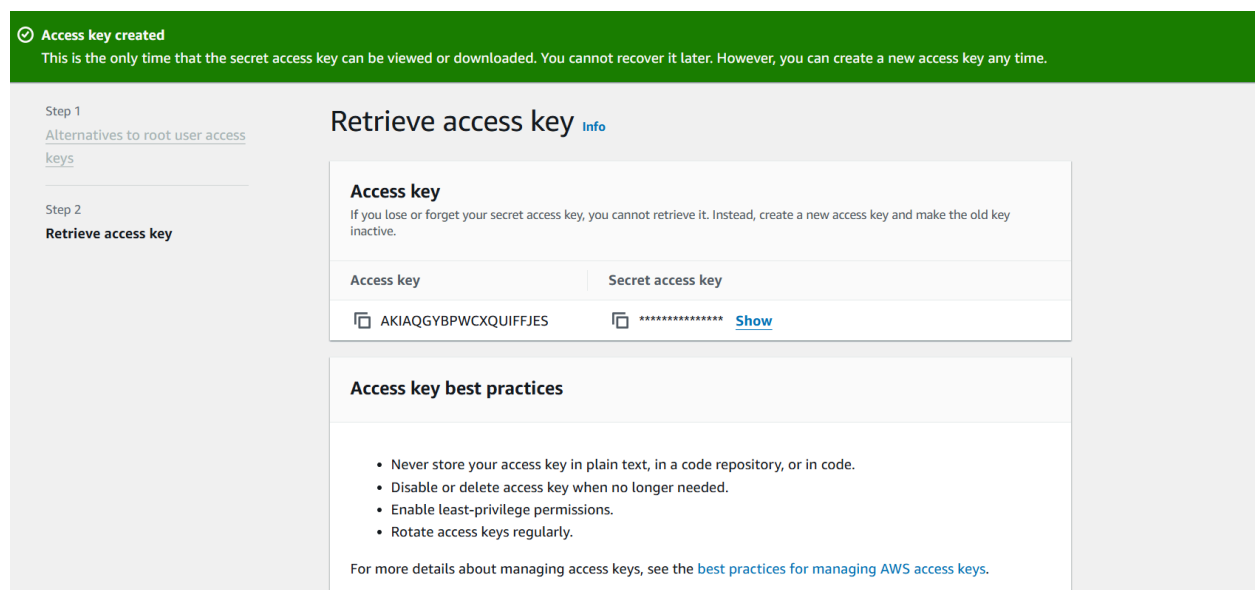 Access key created
This is the only time that the secret access key can be viewed or downloaded. You cannot recover it later. However, you can create a new access key any time.
Step 1
Alternatives to root user access
keys
Step 2
Retrieve access key
Retrieve access key Info
Access key
If you lose or forget your secret access key, you cannot retrieve it. Instead, create a new access key and make the old key
inactive.
Access key Secret access key
AKIAQGYBPWCXQUIFFJES *************** Show
Access key best practices
• Never store your access key in plain text, in a code repository, or in code.
• Disable or delete access key when no longer needed.
• Enable least-privilege permissions.
• Rotate access keys regularly.
For more details about managing access keys, see the best practices for managing AWS access keys.